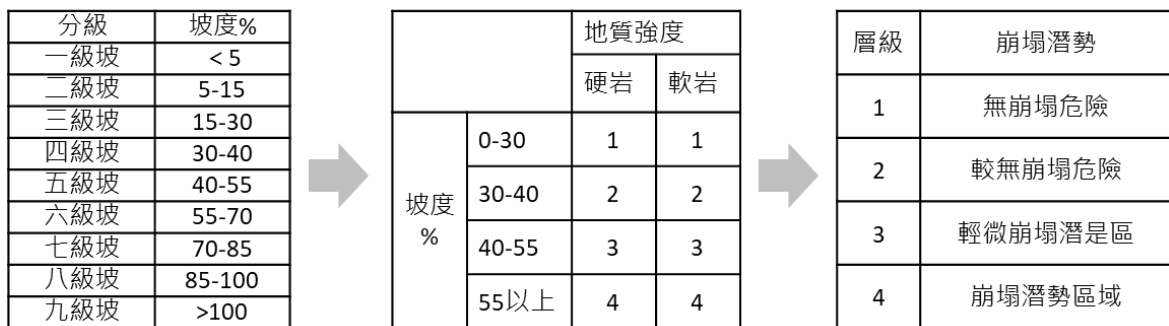 分級 坡度%
一級坡 < 5
二級坡 5-15
三級坡 15-30
四級坡 30-40
五級坡 40-55
六級坡 55-70
七級坡 70-85
八級坡 85-100
九級坡 >100
地質強度
硬岩 軟岩
坡度
%
0-30 1 1
30-40 2 2
40-55 3 3
55以上 4 4
層級 崩塌潛勢
1 無崩塌危險
2 較無崩塌危險
3 輕微崩塌潛是區
4 崩塌潛勢區域